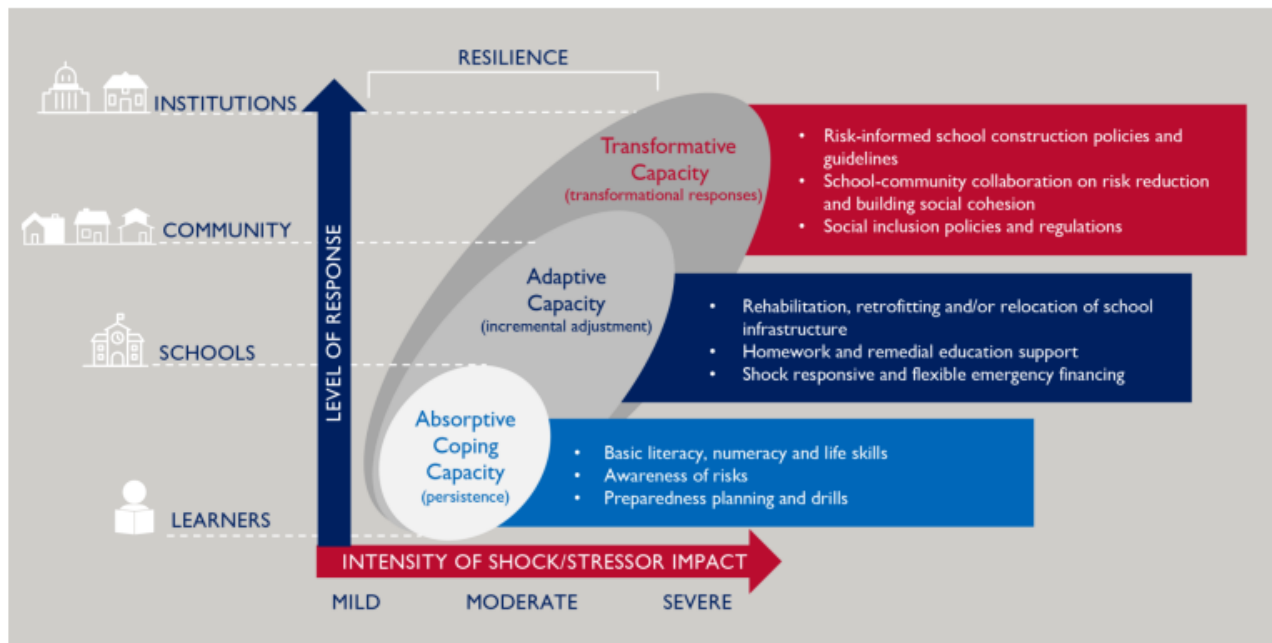 RESILIENCE
INSTITUTIONS
COMMUNITY
SCHOOLS
LEARNERS
LEVEL OF RESPONSE
Transformative
Capacity
(transformational responses)
• Risk-informed school construction policies and
guidelines
• School-community collaboration on risk reduction
and building social cohesion
• Social inclusion policies and regulations
Adaptive
Capacity
(incremental adjustment)
• Rehabilitation, retrofitting and/or relocation of school
infrastructure
• Homework and remedial education support
• Shock responsive and flexible emergency financing
Absorptive
Coping
Capacity
(persistence)
• Basic literacy, numeracy and life skills
• Awareness of risks
• Preparedness planning and drills
INTENSITY OF SHOCK/STRESSOR IMPACT
MILD
MODERATE
SEVERE